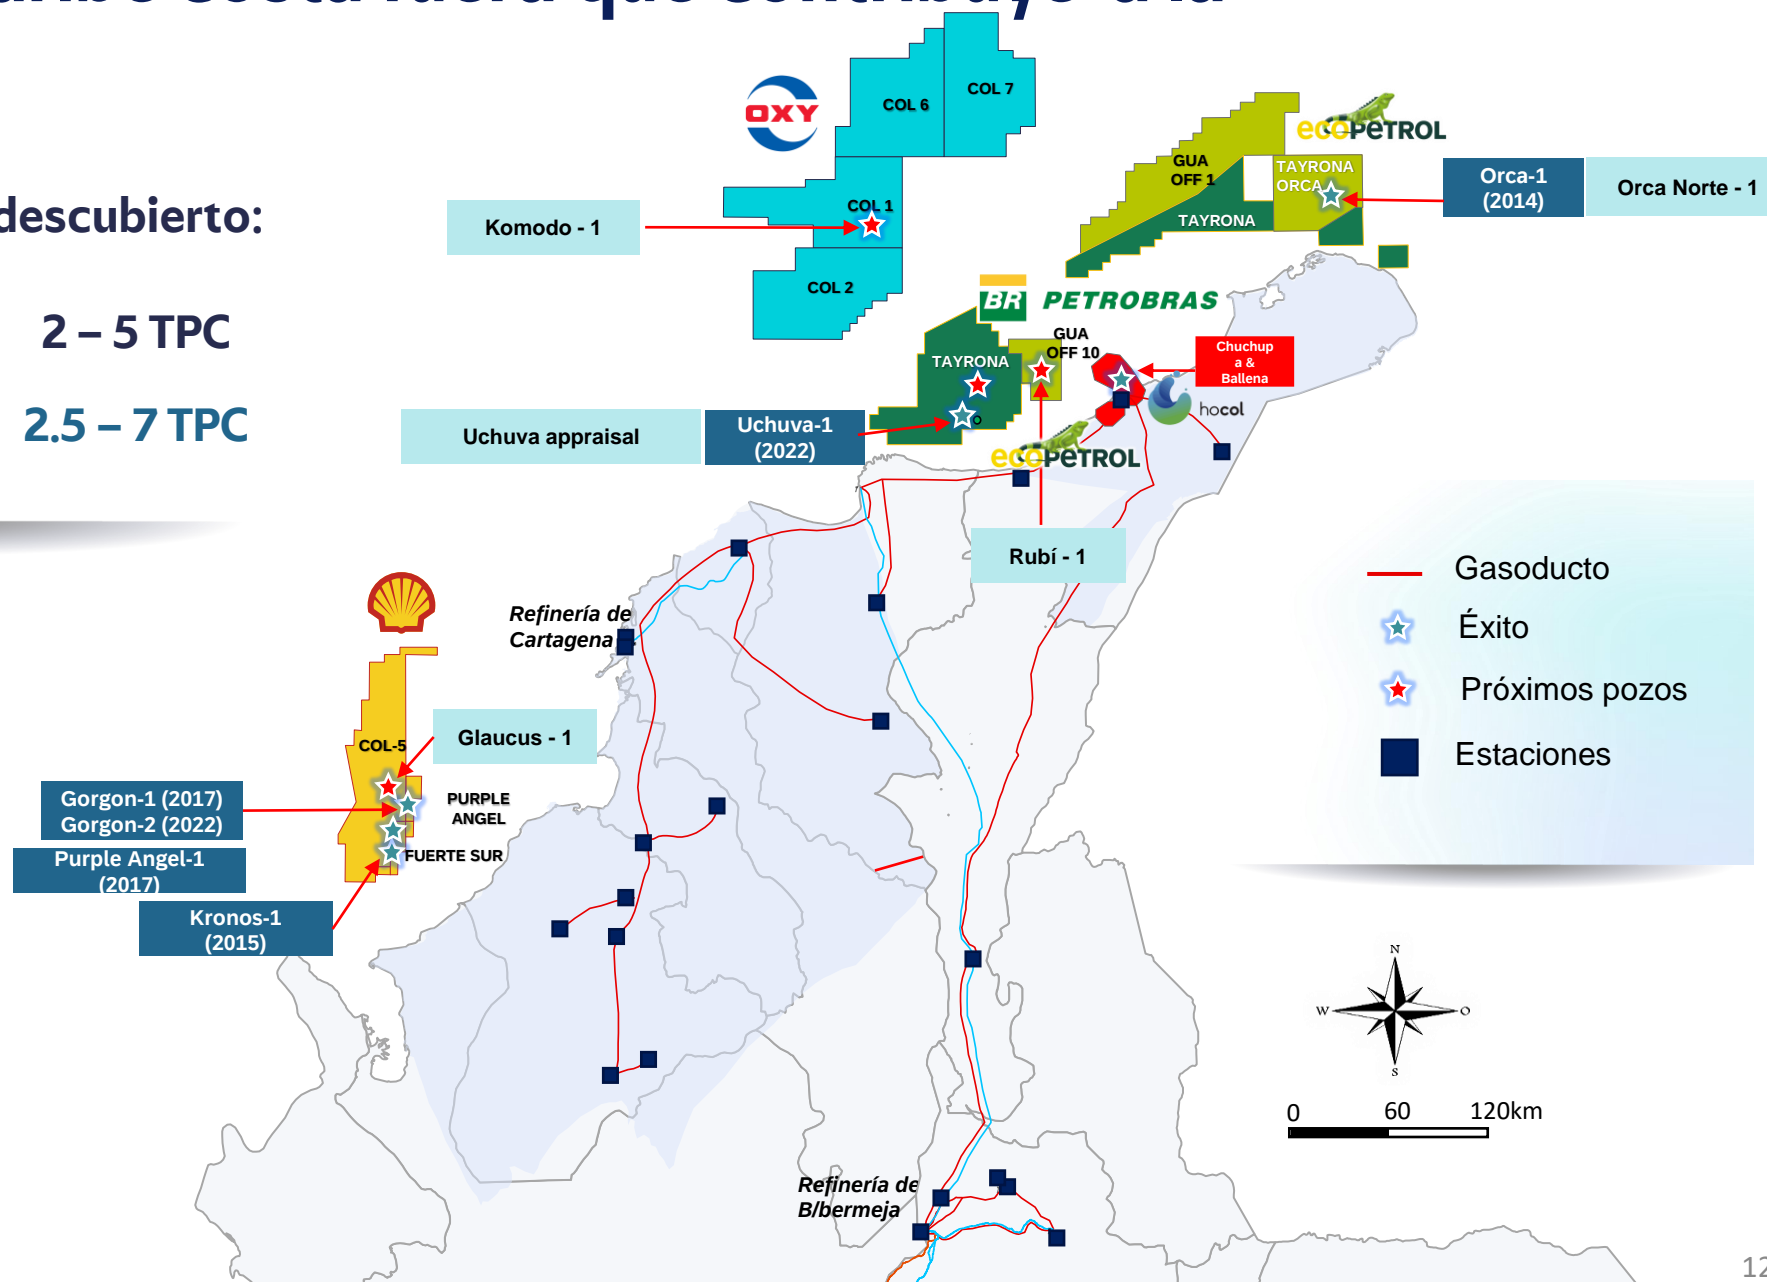 Costa fuera que
descubierto:
2 – 5 TPC
2.5 – 7 TPC
OXY
COL 6
COL 7
COL 1
COL 2
Komodo - 1
ecoPETROL
GUA
OFF 1
TAYRONA
ORCA
TAYRONA
Orca-1
(2014)
Orca Norte - 1
BR PETROBRAS
TAYRONA
GUA
OFF 10
Chuchup
a &
Ballena
hocol
Uchuva appraisal
Uchuva-1
(2022)
ecoPETROL
Rubí - 1
Refinería de
Cartagena
COL-5
Glaucus - 1
Gorgon-1 (2017)
Gorgon-2 (2022)
PURPLE
ANGEL
Purple Angel-1
(2017)
FUERTE SUR
Kronos-1
(2015)
Gasoducto
Éxito
Próximos pozos
Estaciones
N
W
O
S
0 60 120km
Refinería de
B/bermeja
12